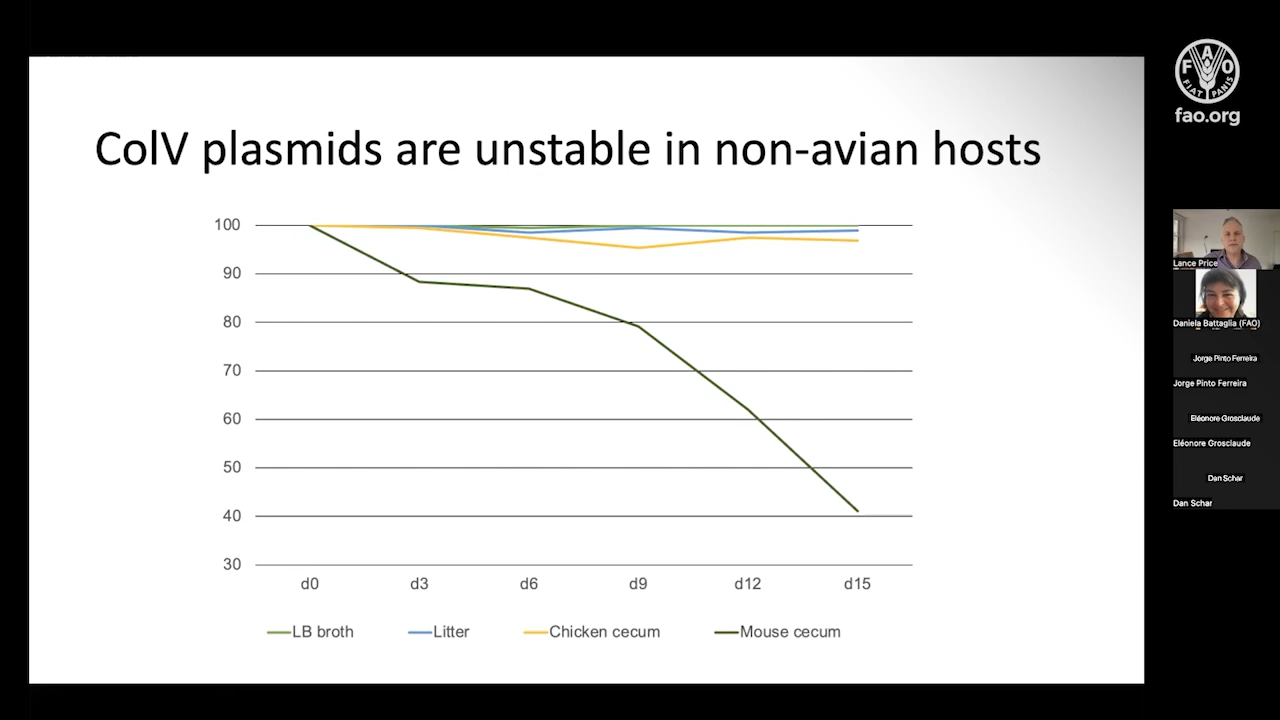 ColV plasmids are unstable in non-avian hosts
100
90
80
70
60
50
40
30
d0 d3 d6 d9 d12 d15
LB broth Litter Chicken cecum Mouse cecum
FAO
FIAT PANIS
fao.org
Lance Price
Daniela Battaglia (FAO)
Jorge Pinto Ferreira
Jorge Pinto Ferreira
Eléonore Grosclaude
Eléonore Grosclaude
Dan Schar
Dan Schar